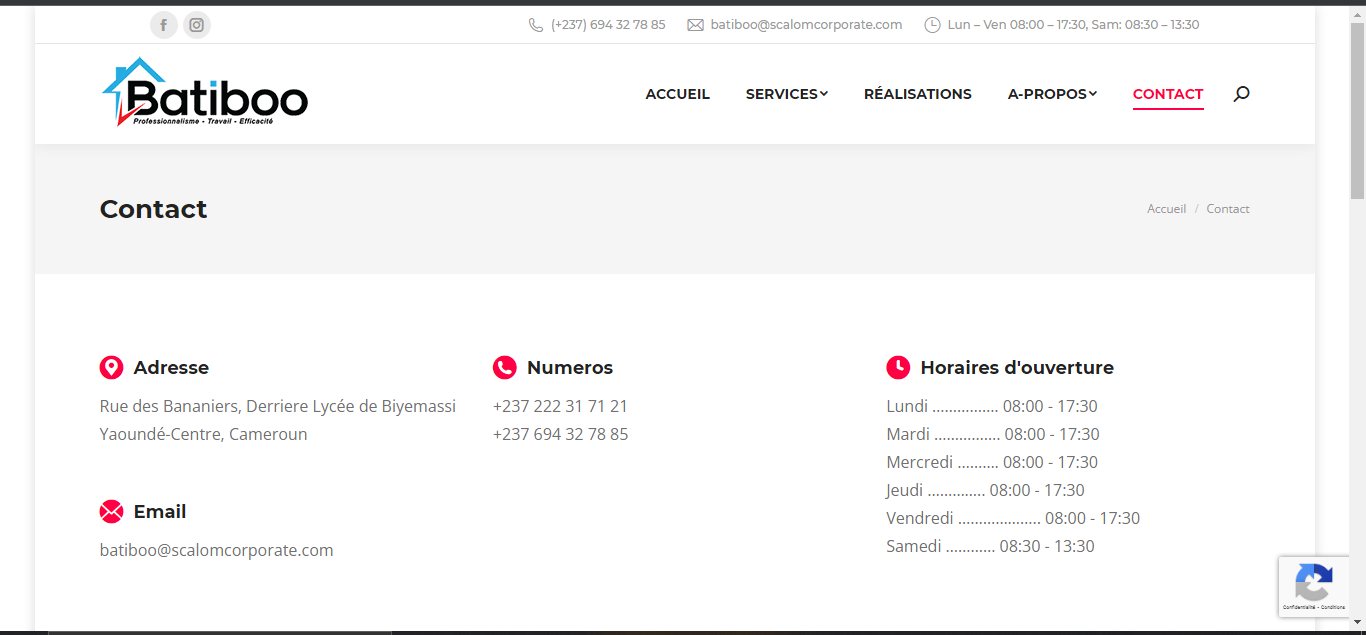 (+237) 694 32 78 85 batiboo@scalomcorporate.com Lun – Ven 08:00 – 17:30, Sam: 08:30 – 13:30
Batiboo
Professionnalisme - Travail - Efficacité
ACCUEIL SERVICES RÉALISATIONS A-PROPOS CONTACT
Contact
Accueil / Contact
Adresse
Rue des Bananiers, Derriere Lycée de Biyemassi
Yaoundé-Centre, Cameroun
Email
batiboo@scalomcorporate.com
Numeros
+237 222 31 71 21
+237 694 32 78 85
Horaires d'ouverture
Lundi ................ 08:00 - 17:30
Mardi ................ 08:00 - 17:30
Mercredi .......... 08:00 - 17:30
Jeudi .............. 08:00 - 17:30
Vendredi .................... 08:00 - 17:30
Samedi ............ 08:30 - 13:30
Confidentialité - Conditions